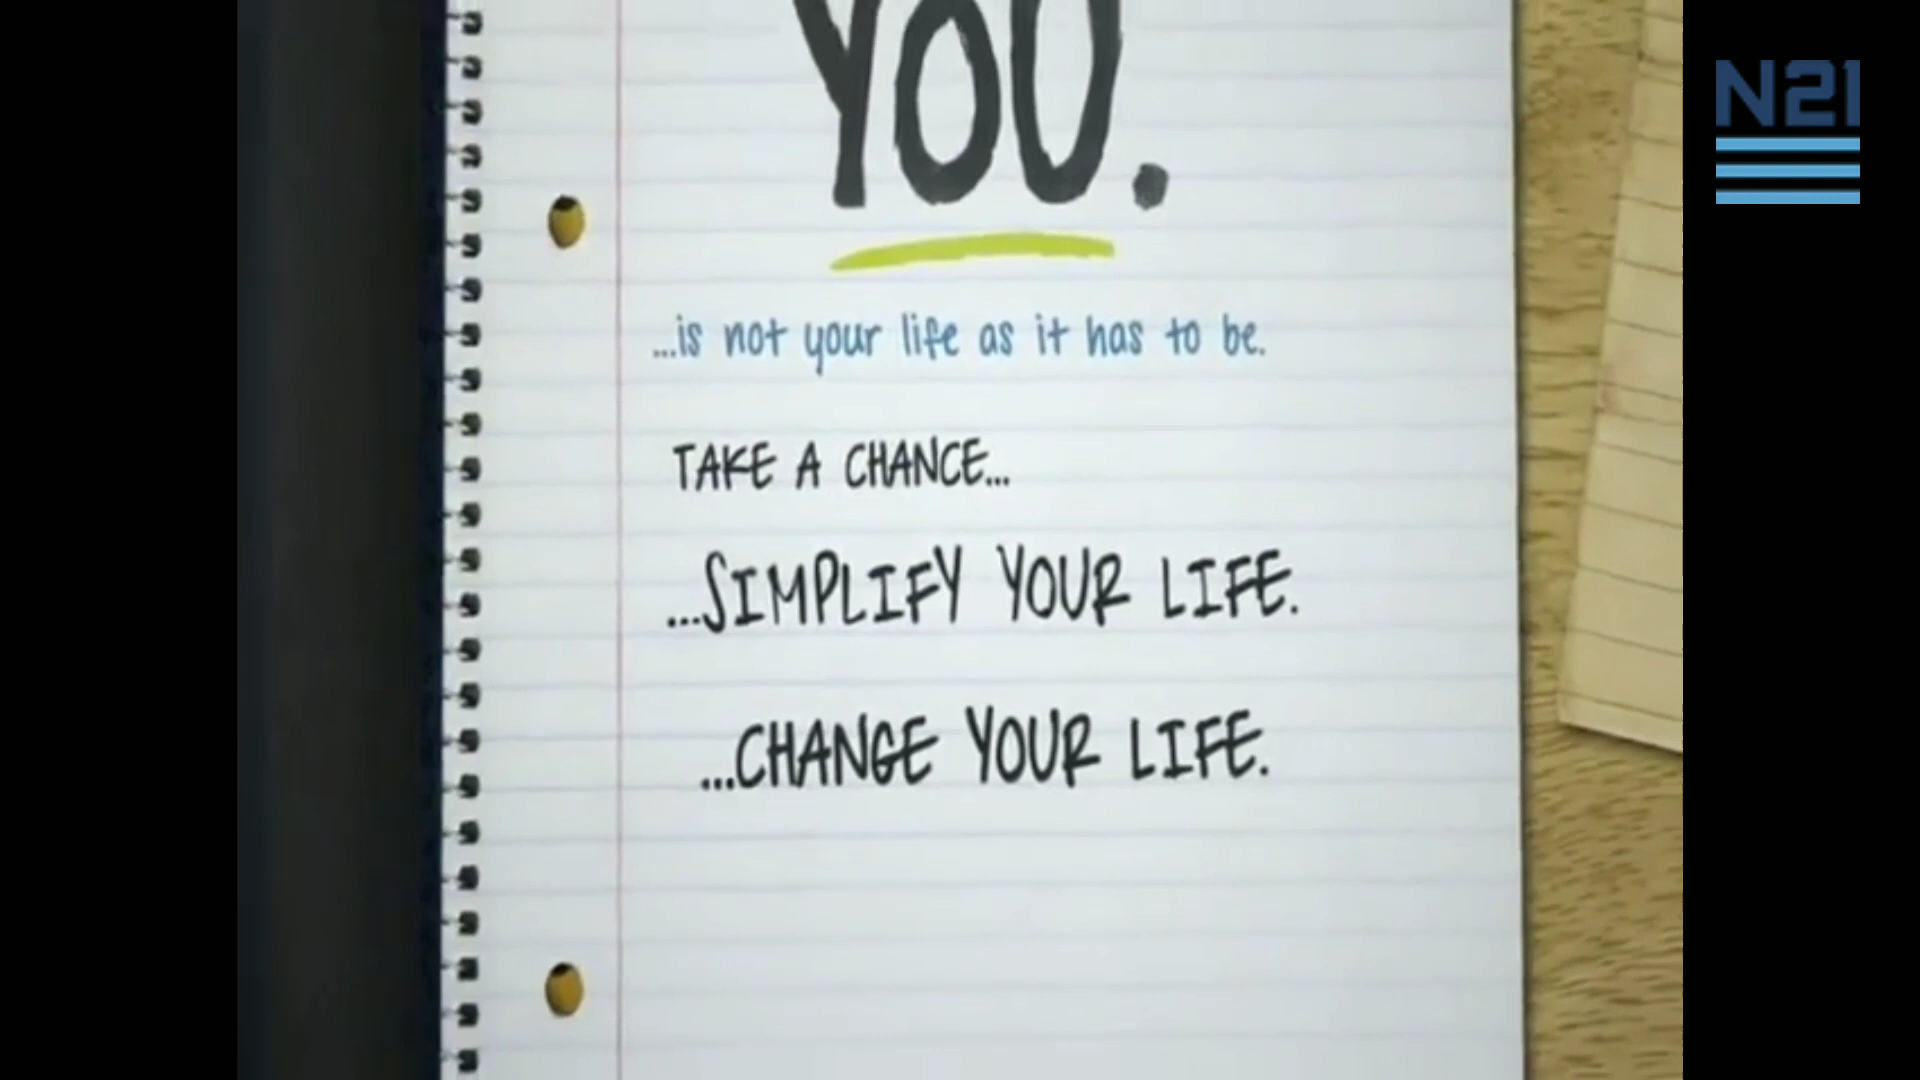 YOU.
...is not your life as it has to be.
TAKE A CHANCE...
...SIMPLIFY YOUR LIFE.
...CHANGE YOUR LIFE.
N21